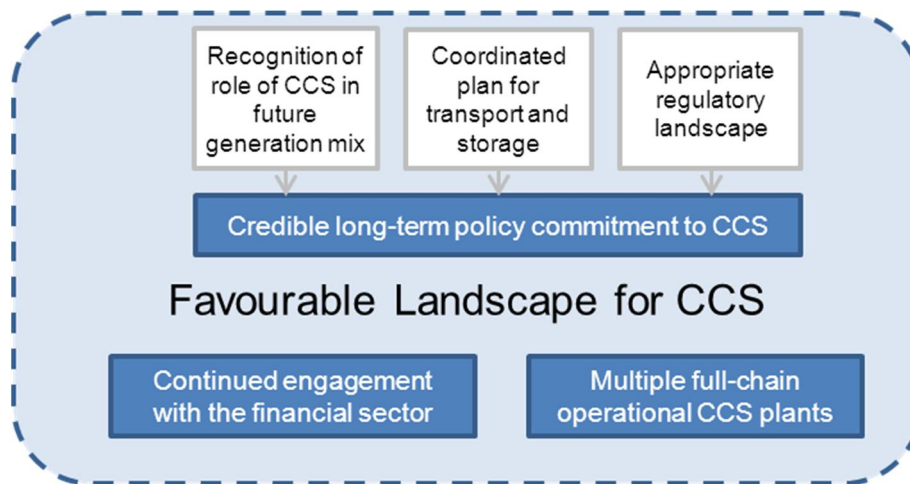 Recognition of
role of CCS in
future
generation mix
Coordinated
plan for
transport and
storage
Appropriate
regulatory
landscape
Credible long-term policy commitment to CCS
Favourable Landscape for CCS
Continued engagement
with the financial sector
Multiple full-chain
operational CCS plants